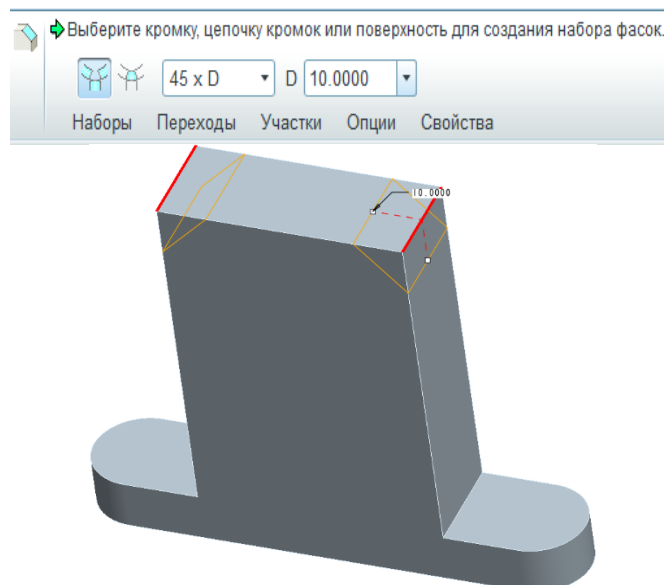 Выберите кромку, цепочку кромок или поверхность для создания набора фасок.
45 x D D 10.0000
Наборы Переходы Участки Опции Свойства
10.0000